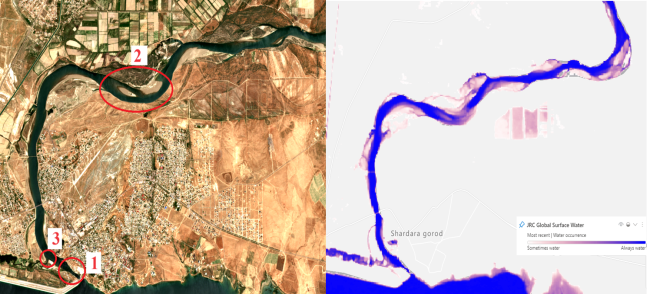 2
3
1
Shardara gorod
JRC Global Surface Water
Most recent | Water occurrence
Sometimes water
Always water